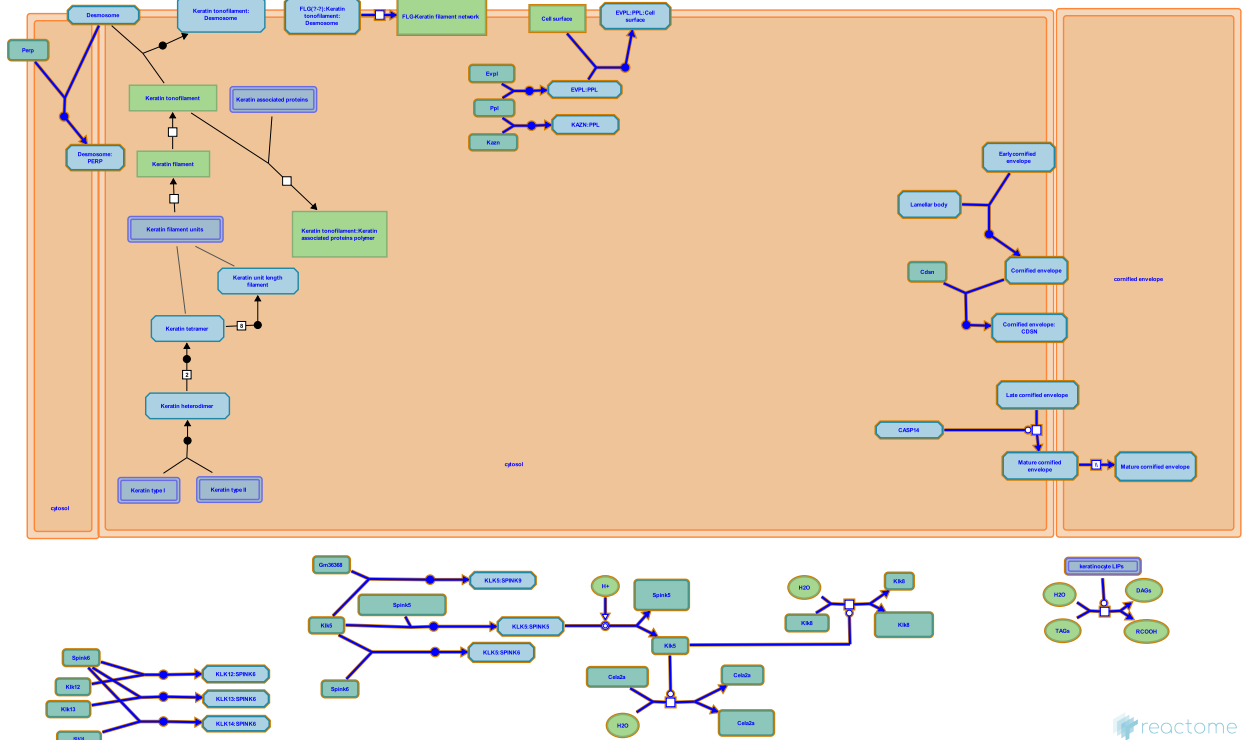 Desmosome
Keratin tonofilament:
Desmosome
FLG(?-?):Keratin
tonofilament:
Desmosome
FLG-Keratin filament network
Cell surface
EVPL:PPL:Cell
surface
Perp
Evpl
EVPL:PPL
Ppl
KAZN:PPL
Kazn
Keratin tonofilament
Keratin associated proteins
Desmosome:
PERP
Keratin filament
Early cornified
envelope
Lamellar body
Keratin filament units
Keratin tonofilament:Keratin
associated proteins polymer
Keratin unit length
filament
Cdsn
Cornified envelope
cornified envelope
Keratin tetramer
8
Cornified envelope:
CDSN
2
Keratin heterodimer
Late cornified envelope
CASP14
cytosol
Mature cornified
envelope
Mature cornified envelope
Keratin type I
Keratin type II
cytosol
Gm36368
KLK5:SPINK9
H+
Spink5
Spink5
Klk5
KLK5:SPINK5
Klk5
KLK5:SPINK6
Spink6
H2O
Klk8
Klk8
Klk8
keratinocyte LIPs
H2O
DAGs
TAGs
RCOOH
Spink6
KLK12:SPINK6
Klk12
KLK13:SPINK6
Klk13
KLK14:SPINK6
Cela2a
Cela2a
H2O
Cela2a
reactome